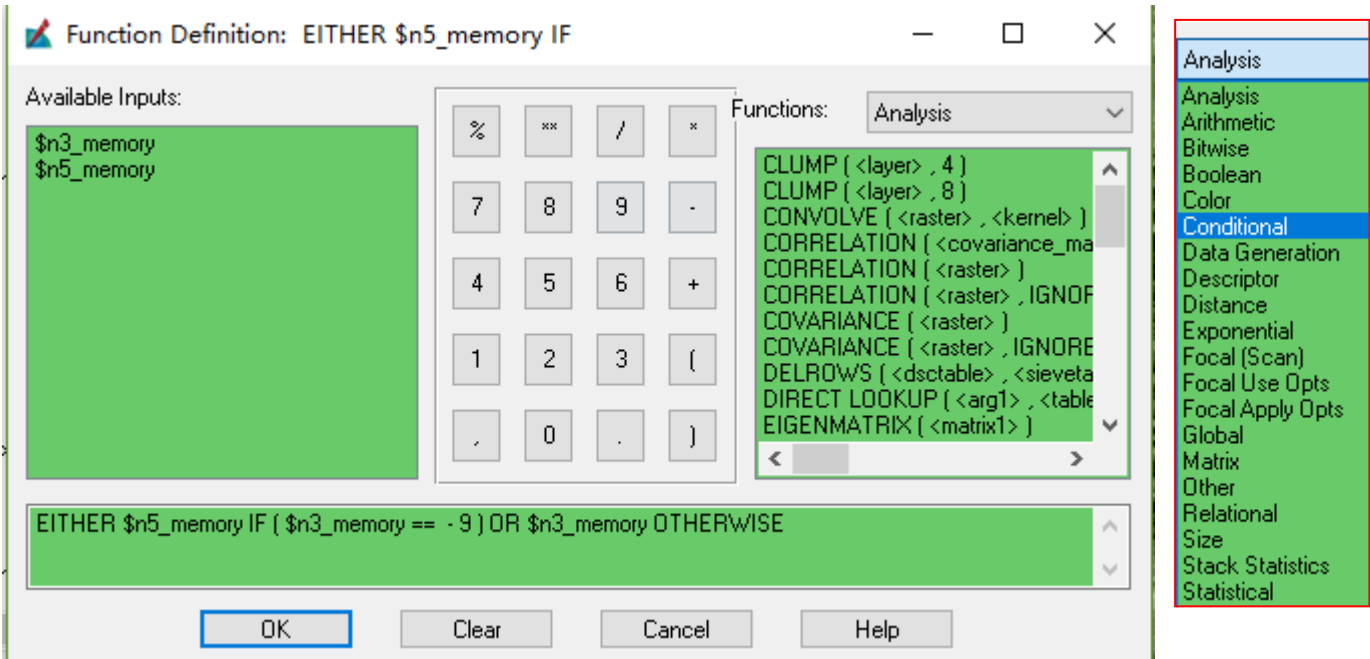 Function Definition: EITHER $n5_memory IF
Available Inputs:
$n3_memory
$n5_memory
% ** / *
7 8 9 -
4 5 6 +
1 2 3 (
, 0 . )
Functions: Analysis
CLUMP ( <layer> , 4 )
CLUMP ( <layer> , 8 )
CONVOLVE ( <raster> , <kernel> )
CORRELATION ( <covariance_ma
CORRELATION ( <raster> )
CORRELATION ( <raster> , IGNOR
COVARIANCE ( <raster> )
COVARIANCE ( <raster> , IGNORE
DELROWS ( <dsctable> , <sieveta
DIRECT LOOKUP ( <arg1> , <table
EIGENMATRIX ( <matrix1> )
EITHER $n5_memory IF ( $n3_memory == - 9 ) OR $n3_memory OTHERWISE
OK Clear Cancel Help
Analysis
Analysis
Arithmetic
Bitwise
Boolean
Color
Conditional
Data Generation
Descriptor
Distance
Exponential
Focal (Scan)
Focal Use Opts
Focal Apply Opts
Global
Matrix
Other
Relational
Size
Stack Statistics
Statistical